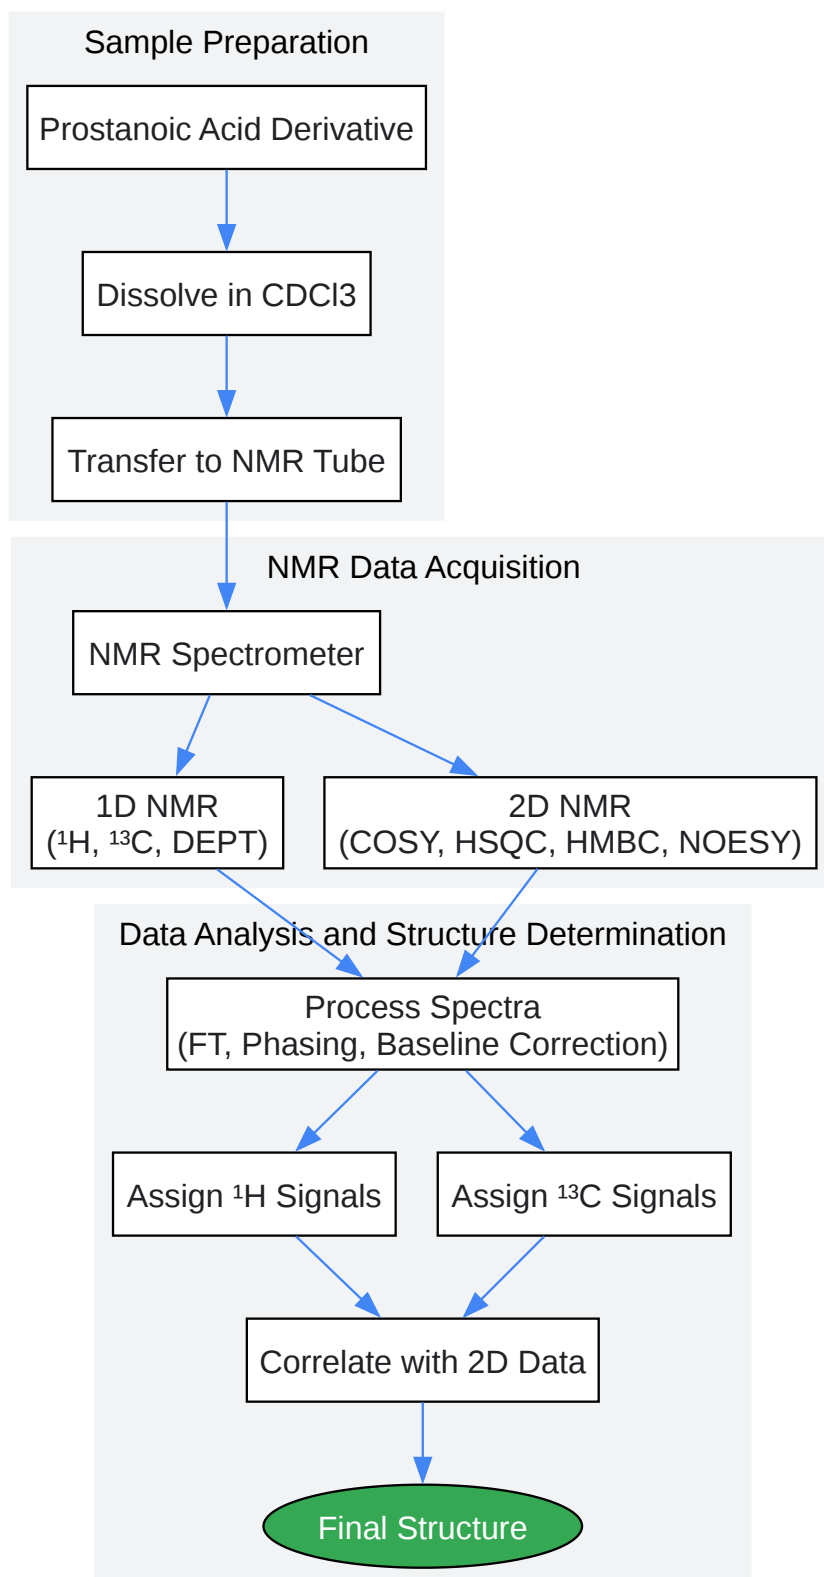 Sample Preparation
Prostanoic Acid Derivative
Dissolve in CDCl3
Transfer to NMR Tube
NMR Data Acquisition
NMR Spectrometer
1D NMR
(¹H, ¹³C, DEPT)
2D NMR
(COSY, HSQC, HMBC, NOESY)
Data Analysis and Structure Determination
Process Spectra
(FT, Phasing, Baseline Correction)
Assign ¹H Signals
Assign ¹³C Signals
Correlate with 2D Data
Final Structure